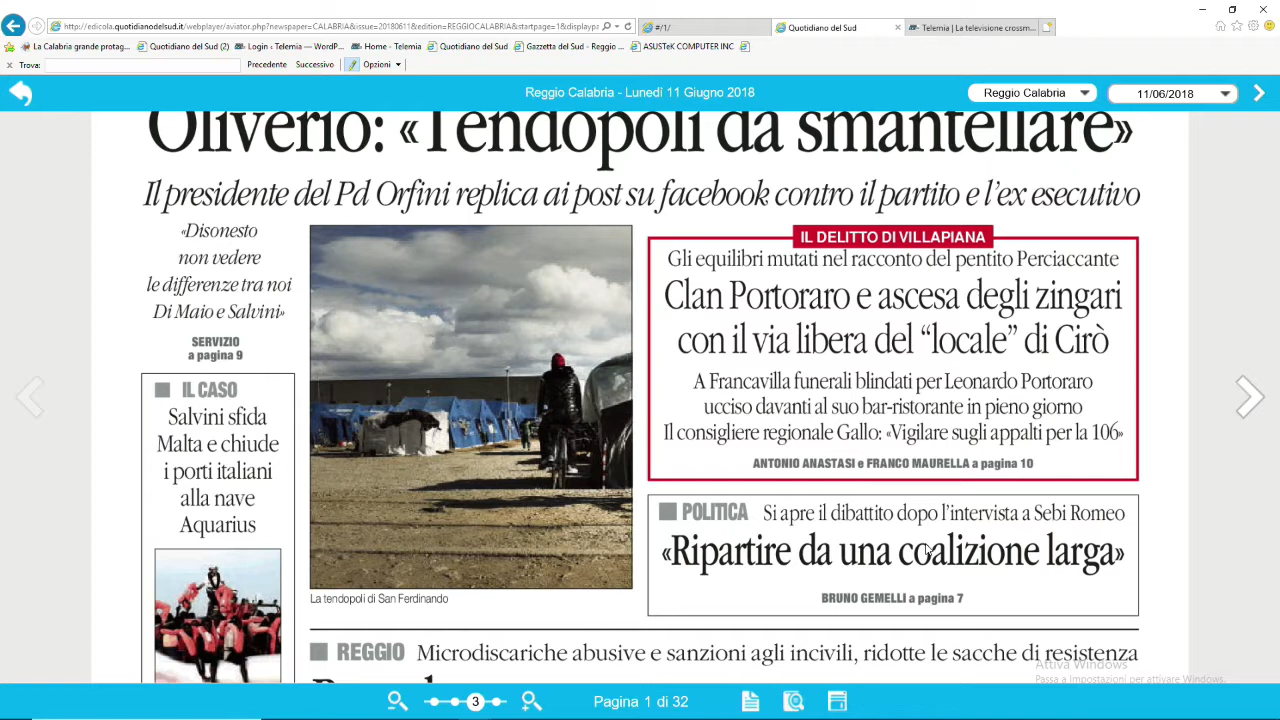 http://edicola.quotidianodelsud.it/webplayer/aviator.php?newspaper=CALABRIA&issue=20180611&edition=REGGIOCALABRIA&startpage=1&displaypa
#/1/
Quotidiano del Sud
Telemia | La televisione crossm...
La Calabria grande protag...
Quotidiano del Sud (2)
Login ‹ Telemia — WordP...
Home - Telemia
Quotidiano del Sud
Gazzetta del Sud - Reggio ...
ASUSTeK COMPUTER INC
Trova:
Precedente
Successivo
Opzioni
Reggio Calabria - Lunedì 11 Giugno 2018
Reggio Calabria
11/06/2018
Oliverio: «Tendopoli da smantellare»
Il presidente del Pd Orfini replica ai post su facebook contro il partito e l'ex esecutivo
«Disonesto
non vedere
le differenze tra noi
Di Maio e Salvini»
SERVIZIO
a pagina 9
IL CASO
Salvini sfida
Malta e chiude
i porti italiani
alla nave
Aquarius
La tendopoli di San Ferdinando
IL DELITTO DI VILLAPIANA
Gli equilibri mutati nel racconto del pentito Perciaccante
Clan Portoraro e ascesa degli zingari
con il via libera del “locale” di Cirò
A Francavilla funerali blindati per Leonardo Portoraro
ucciso davanti al suo bar-ristorante in pieno giorno
Il consigliere regionale Gallo: «Vigilare sugli appalti per la 106»
ANTONIO ANASTASI e FRANCO MAURELLA a pagina 10
POLITICA Si apre il dibattito dopo l'intervista a Sebi Romeo
«Ripartire da una coalizione larga»
BRUNO GEMELLI a pagina 7
REGGIO Microdiscariche abusive e sanzioni agli incivili, ridotte le sacche di resistenza
Attiva Windows
Passa a Impostazioni per attivare Windows.
3
Pagina 1 di 32